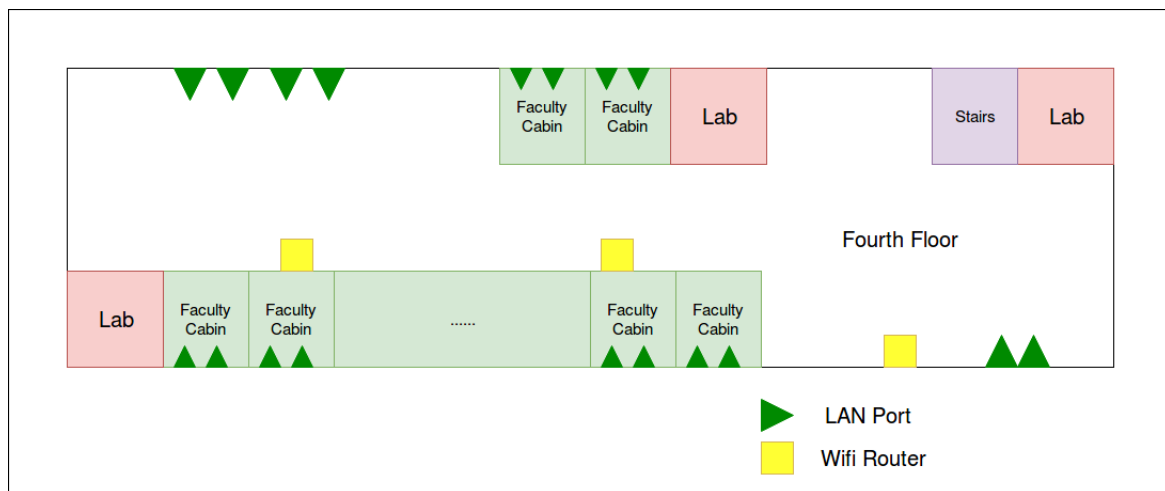 Faculty
Cabin
Faculty
Cabin
Lab
Stairs
Lab
Fourth Floor
Lab
Faculty
Cabin
Faculty
Cabin
......
Faculty
Cabin
Faculty
Cabin
LAN Port
Wifi Router